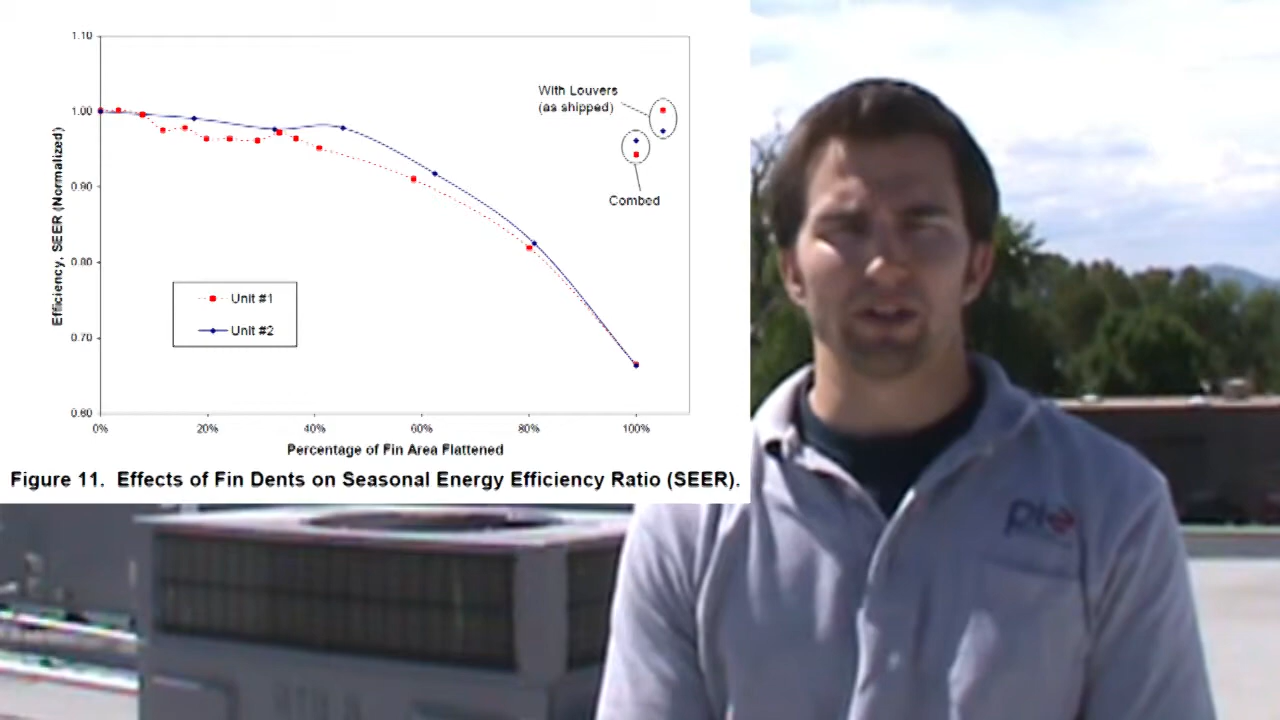 1.10
With Louvers
(as shipped)
1.00
0.90
Combed
Efficiency, SEER (Normalized)
0.80
Unit #1
Unit #2
0.70
0.60
0%
20%
40%
60%
80%
100%
Percentage of Fin Area Flattened
Figure 11. Effects of Fin Dents on Seasonal Energy Efficiency Ratio (SEER).